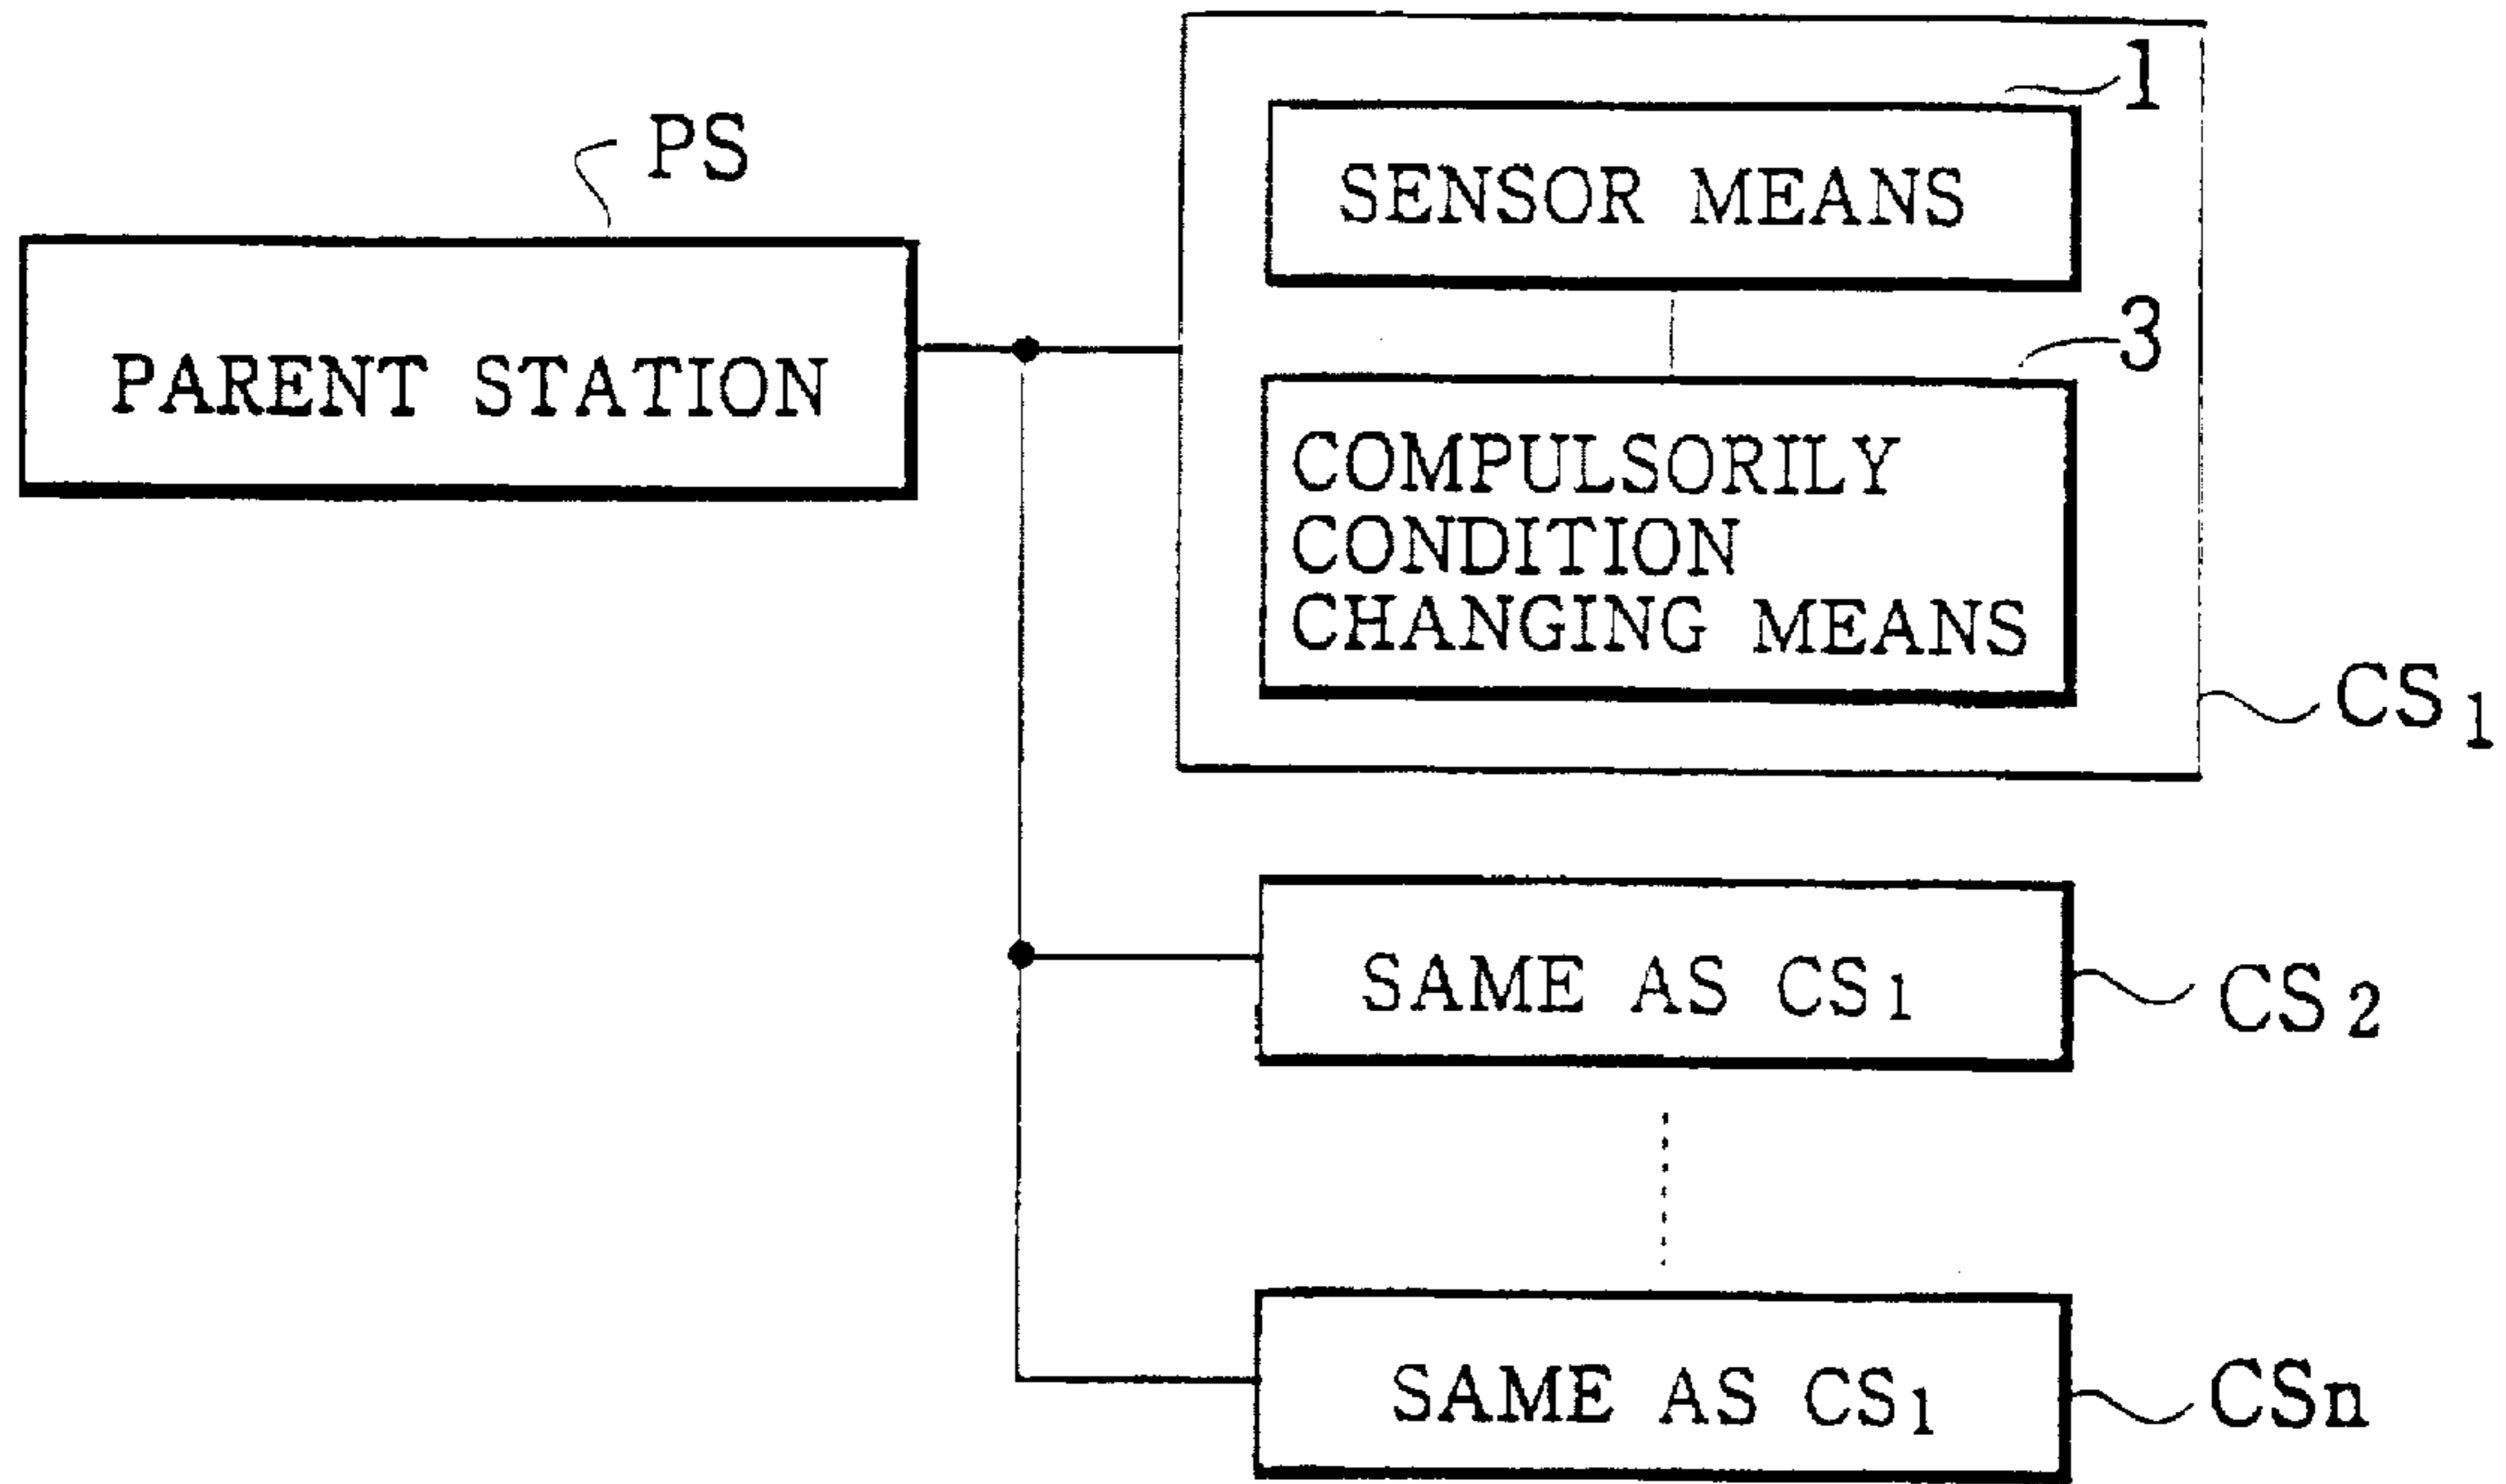 PS
PARENT STATION
1
SENSOR MEANS
3
COMPULSORILY
CONDITION
CHANGING MEANS
CS1
SAME AS CS1
CS2
SAME AS CS1
CSn